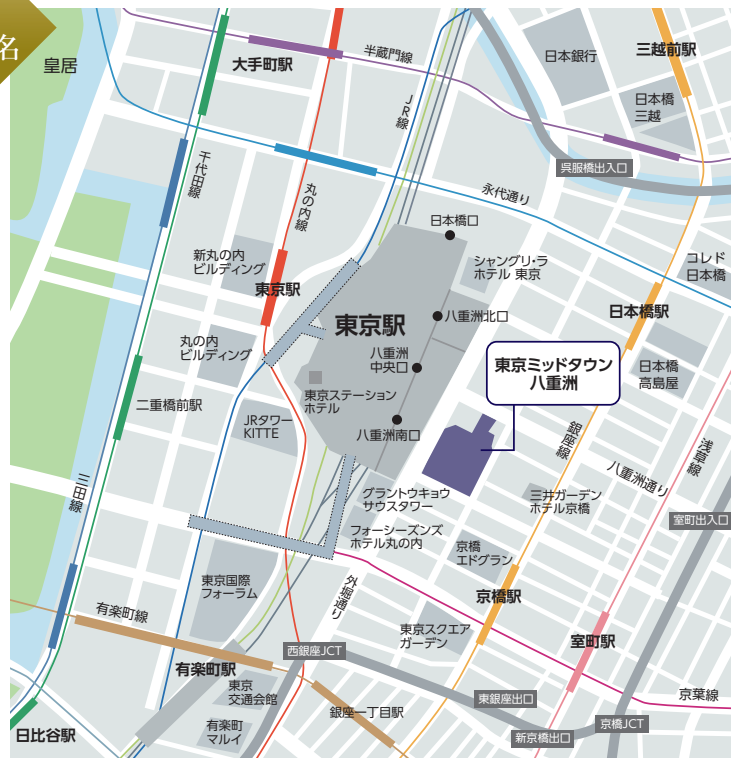 名
皇居
大手町駅
半蔵門線
日本銀行
三越前駅
日本橋
三越
JR線
呉服橋出入口
千代田線
丸の内線
永代通り
日本橋口
新丸の内
ビルディング
シャングリ・ラ
ホテル 東京
コレド
日本橋
東京駅
東京駅
八重洲北口
日本橋駅
丸の内
ビルディング
八重洲
中央口
東京ミッドタウン
八重洲
日本橋
高島屋
二重橋前駅
東京ステーション
ホテル
JRタワー
KITTE
八重洲南口
銀座線
浅草線
八重洲通り
三田線
グラントウキョウ
サウスタワー
三井ガーデン
ホテル京橋
室町出入口
フォーシーズンズ
ホテル丸の内
京橋
エドグラン
東京国際
フォーラム
外堀通り
京橋駅
有楽町線
東京スクエア
ガーデン
室町駅
西銀座JCT
有楽町駅
東京
交通会館
東銀座出口
京葉線
銀座一丁目駅
有楽町
マルイ
日比谷駅
新京橋出口
京橋JCT